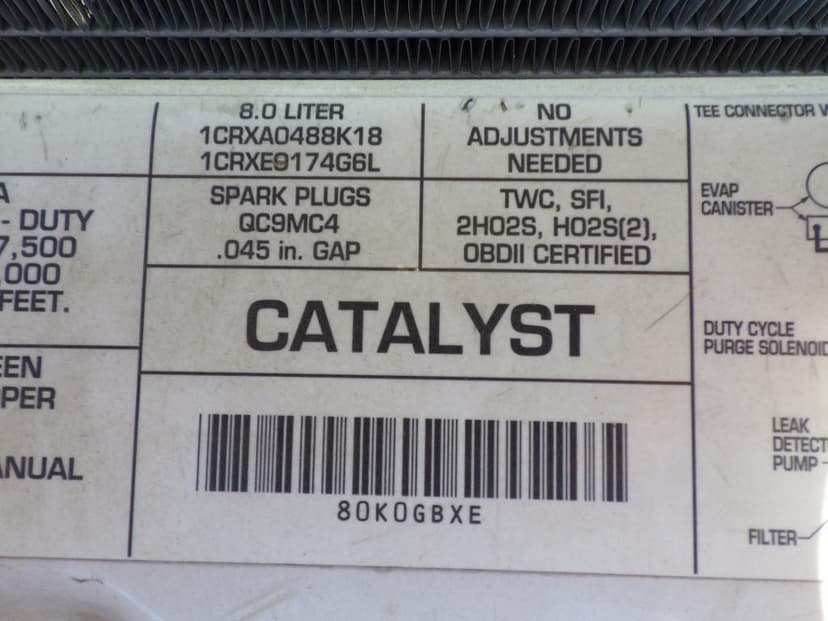 8.0 LITER
1CRXA0488K18
1CRXE9174G6L
NO
ADJUSTMENTS
NEEDED
TEE CONNECTOR
- DUTY
7,500
,000
FEET.
SPARK PLUGS
QC9MC4
.045 in. GAP
TWC, SFI,
2HO2S, HO2S(2),
OBDII CERTIFIED
EVAP
CANISTER
CATALYST
DUTY CYCLE
PURGE SOLENOID
EEN
PER
ANUAL
80K0GBXE
LEAK
DETECT
PUMP
FILTER